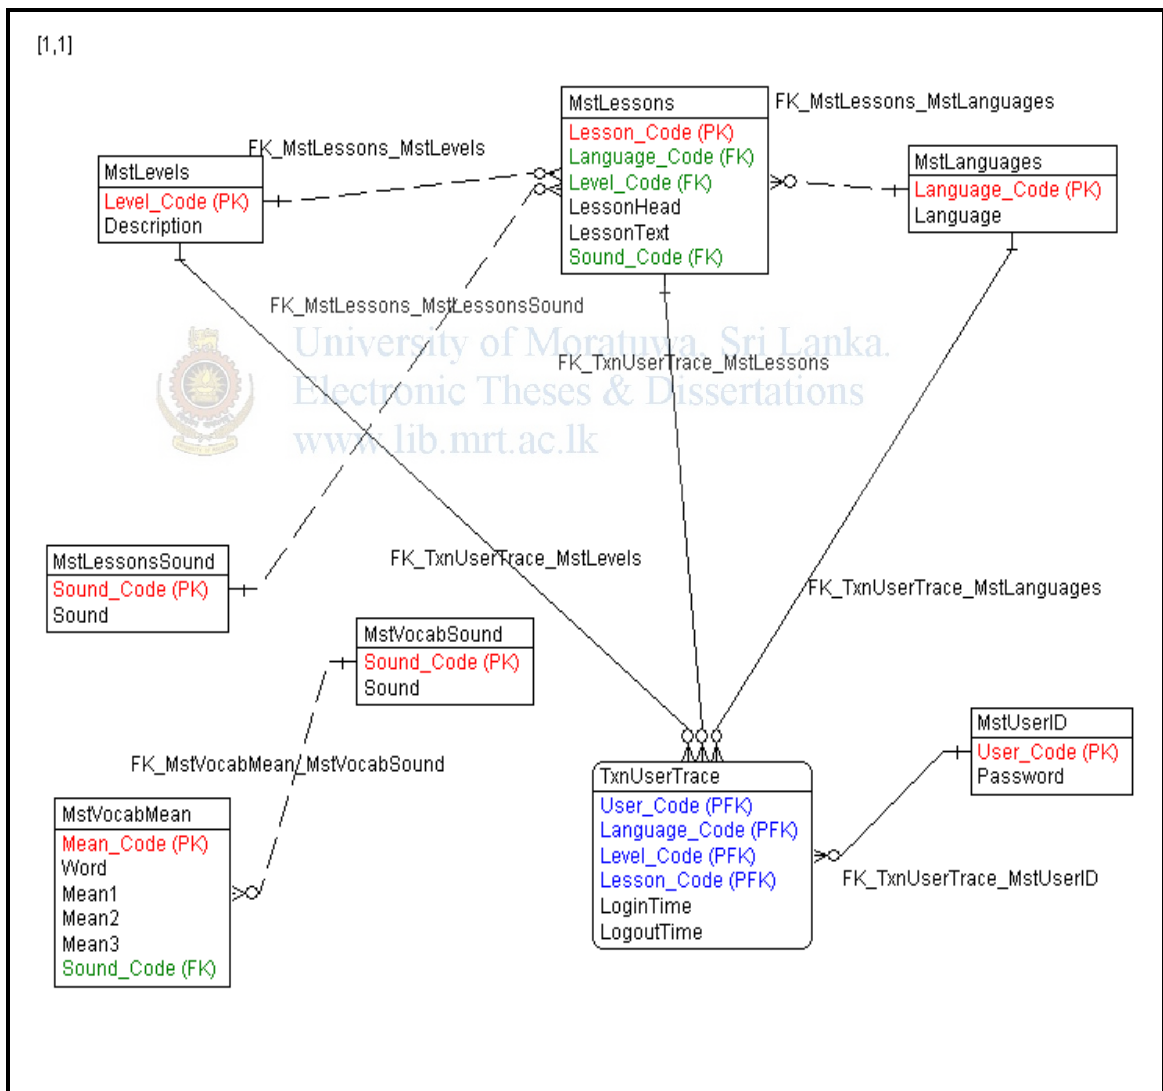 [1,1]
MstLessons
Lesson_Code (PK)
Language_Code (FK)
Level_Code (FK)
LessonHead
LessonText
Sound_Code (FK)
FK_MstLessons_MstLanguages
FK_MstLessons_MstLevels
MstLevels
Level_Code (PK)
Description
MstLanguages
Language_Code (PK)
Language
FK_MstLessons_MstLessonsSound
University of Moratuwa, Sri Lanka.
FK_TxnUserTrace_MstLessons
Electronic Theses & Dissertations
www.lib.mrt.ac.lk
MstLessonsSound
Sound_Code (PK)
Sound
FK_TxnUserTrace_MstLevels
FK_TxnUserTrace_MstLanguages
MstVocabSound
Sound_Code (PK)
Sound
FK_MstVocabMean_MstVocabSound
MstVocabMean
Mean_Code (PK)
Word
Mean1
Mean2
Mean3
Sound_Code (FK)
TxnUserTrace
User_Code (PFK)
Language_Code (PFK)
Level_Code (PFK)
Lesson_Code (PFK)
LoginTime
LogoutTime
MstUserID
User_Code (PK)
Password
FK_TxnUserTrace_MstUserID